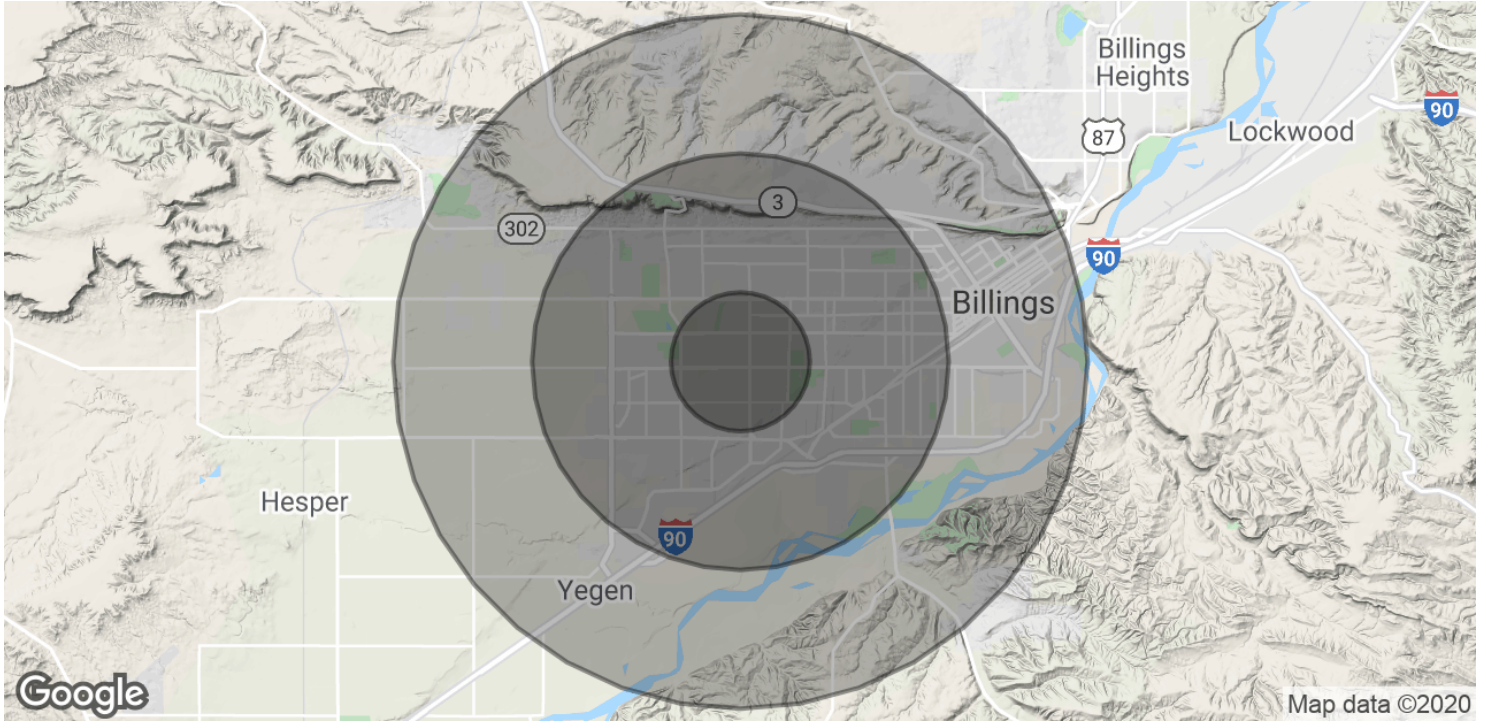 Billings
Heights
90
87
Lockwood
3
302
90
Billings
Hesper
90
Yegen
Google
Map data ©2020